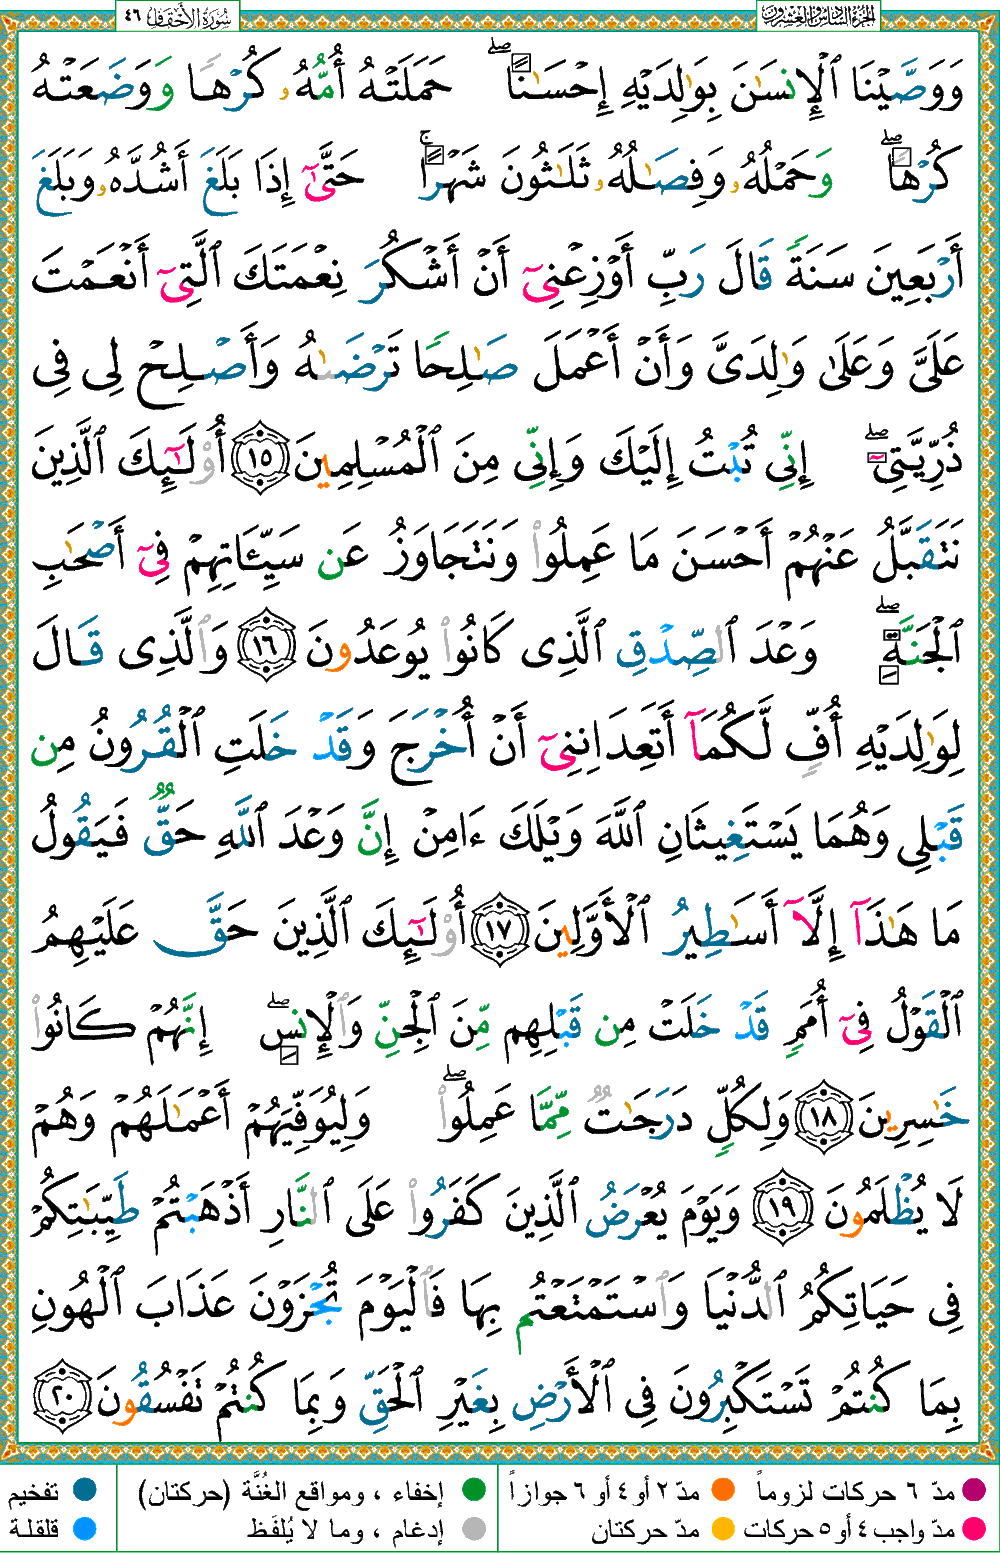 الجزء السادس والعشرون
سورة الأحقاف ٤٦
وَوَصَّيْنَا ٱلْإِنسَٰنَ بِوَٰلِدَيْهِ إِحْسَٰنًا ۖ حَمَلَتْهُ أُمُّهُۥ كُرْهًا وَوَضَعَتْهُ
كُرْهًا ۖ وَحَمْلُهُۥ وَفِصَٰلُهُۥ ثَلَٰثُونَ شَهْرًا ۚ حَتَّىٰٓ إِذَا بَلَغَ أَشُدَّهُۥ وَبَلَغَ
أَرْبَعِينَ سَنَةً قَالَ رَبِّ أَوْزِعْنِىٓ أَنْ أَشْكُرَ نِعْمَتَكَ ٱلَّتِىٓ أَنْعَمْتَ
عَلَىَّ وَعَلَىٰ وَٰلِدَىَّ وَأَنْ أَعْمَلَ صَٰلِحًا تَرْضَىٰهُ وَأَصْلِحْ لِى فِى
ذُرِّيَّتِىٓ ۖ إِنِّى تُبْتُ إِلَيْكَ وَإِنِّى مِنَ ٱلْمُسْلِمِينَ ١٥ أُو۟لَٰٓئِكَ ٱلَّذِينَ
نَتَقَبَّلُ عَنْهُمْ أَحْسَنَ مَا عَمِلُوا۟ وَنَتَجَاوَزُ عَن سَيِّـَٔاتِهِمْ فِىٓ أَصْحَٰبِ
ٱلْجَنَّةِ ۖ وَعْدَ ٱلصِّدْقِ ٱلَّذِى كَانُوا۟ يُوعَدُونَ ١٦ وَٱلَّذِى قَالَ
لِوَٰلِدَيْهِ أُفٍّ لَّكُمَآ أَتَعِدَانِنِىٓ أَنْ أُخْرَجَ وَقَدْ خَلَتِ ٱلْقُرُونُ مِن
قَبْلِى وَهُمَا يَسْتَغِيثَانِ ٱللَّهَ وَيْلَكَ ءَامِنْ إِنَّ وَعْدَ ٱللَّهِ حَقٌّ فَيَقُولُ
مَا هَٰذَآ إِلَّآ أَسَٰطِيرُ ٱلْأَوَّلِينَ ١٧ أُو۟لَٰٓئِكَ ٱلَّذِينَ حَقَّ عَلَيْهِمُ
ٱلْقَوْلُ فِىٓ أُمَمٍ قَدْ خَلَتْ مِن قَبْلِهِم مِّنَ ٱلْجِنِّ وَٱلْإِنسِ ۖ إِنَّهُمْ كَانُوا۟
خَٰسِرِينَ ١٨ وَلِكُلٍّ دَرَجَٰتٌ مِّمَّا عَمِلُوا۟ ۖ وَلِيُوَفِّيَهُمْ أَعْمَٰلَهُمْ وَهُمْ
لَا يُظْلَمُونَ ١٩ وَيَوْمَ يُعْرَضُ ٱلَّذِينَ كَفَرُوا۟ عَلَى ٱلنَّارِ أَذْهَبْتُمْ طَيِّبَٰتِكُمْ
فِى حَيَاتِكُمُ ٱلدُّنْيَا وَٱسْتَمْتَعْتُم بِهَا فَٱلْيَوْمَ تُجْزَوْنَ عَذَابَ ٱلْهُونِ
بِمَا كُنتُمْ تَسْتَكْبِرُونَ فِى ٱلْأَرْضِ بِغَيْرِ ٱلْحَقِّ وَبِمَا كُنتُمْ تَفْسُقُونَ ٢٠
مدّ ٦ حركات لزوماً مدّ ٢ أو ٤ أو ٦ جوازاً إخفاء ، ومواقع الغُنَّة (حركتان) تفخيم
مدّ واجب ٤ أو ٥ حركات مدّ حركتان إدغام ، وما لا يُلفَظ قلقلة